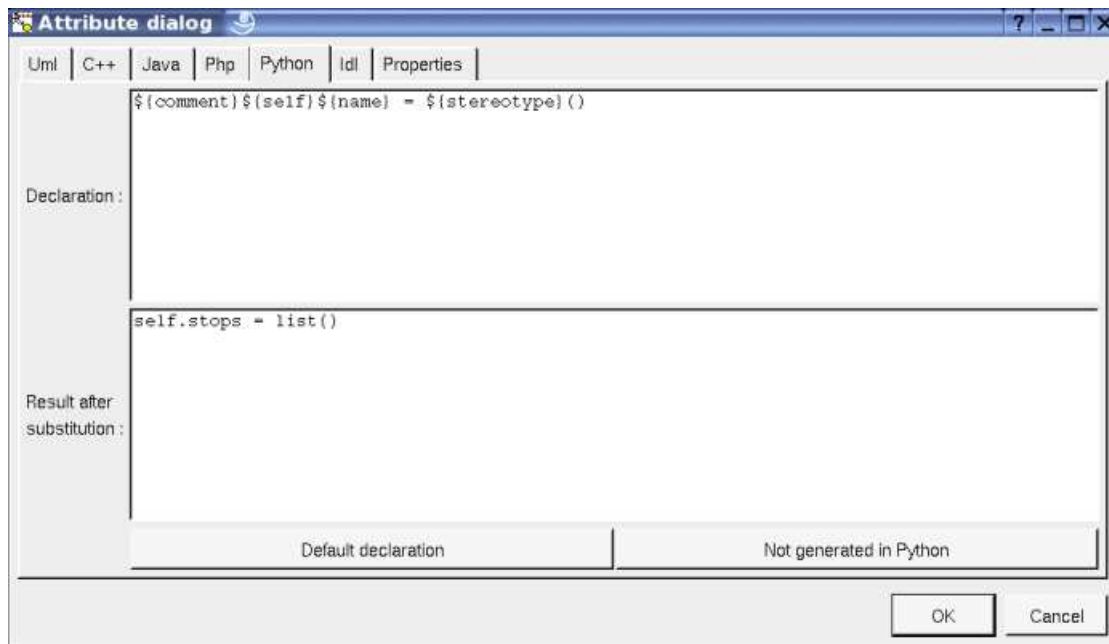 Attribute dialog
Uml C++ Java Php Python Idl Properties
${comment}${self}${name} = ${stereotype}()
Declaration :
self.stops = list()
Result after
substitution :
Default declaration Not generated in Python
OK Cancel